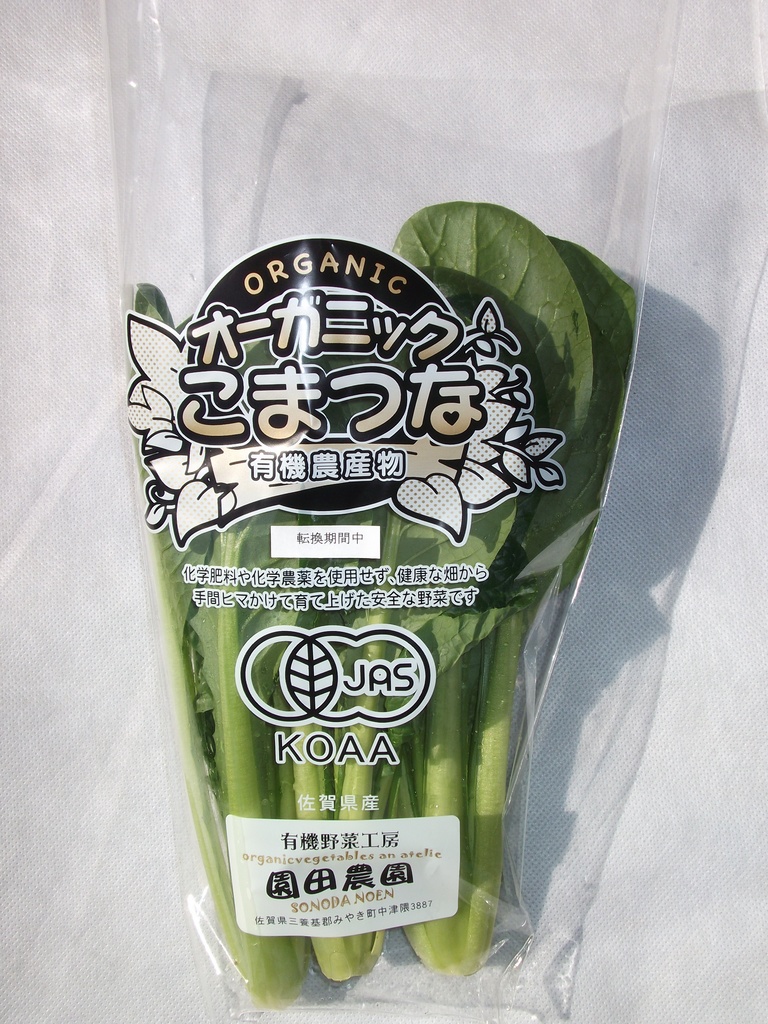 ORGANIC
オーガニック
こまつな
有機農産物
転換期間中
化学肥料や化学農薬を使用せず、健康な畑から
手間ヒマかけて育て上げた安全な野菜です
JAS
KOAA
佐賀県産
有機野菜工房
organicvegetables an atelie
園田農園
SONODA NOEN
佐賀県三養基郡みやき町中津隈3887